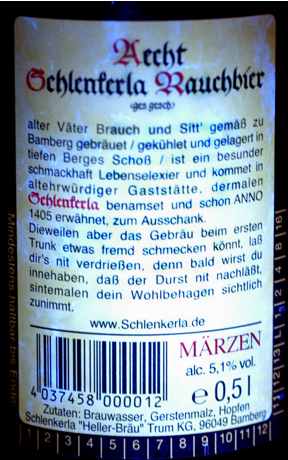 Aecht
Schlenkerla Rauchbier
ges gesch
alter Väter Brauch und Sitt' gemäß zu
Bamberg gebräuet / gekühlet und gelagert in
tiefen Berges Schoß / ist ein besunder
schmackhaft Lebenselexier und kommet in
altehrwürdiger Gaststätte, dermalen
Schlenkerla benamset und schon ANNO
1405 erwähnet, zum Ausschank.
Dieweilen aber das Gebräu beim ersten
Trunk etwas fremd schmecken könnt, laß
dir's nit verdrießen, denn bald wirst du
innehaben, daß der Durst nit nachläßt,
sintemalen dein Wohlbehagen sichtlich
zunimmt.
www.Schlenkerla.de
MÄRZEN
alc. 5,1% vol.
e 0,5 l
4 037458 000012
Zutaten: Brauwasser, Gerstenmalz, Hopfen
Schlenkerla "Heller-Bräu" Trum KG, 96049 Bamberg
1 2 3 4 5 6 7 8 9 10 11 12
Mindestens haltbar bis Ende